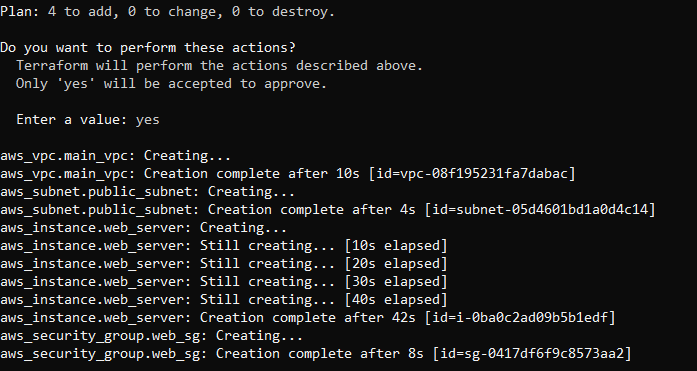 Plan: 4 to add, 0 to change, 0 to destroy.
Do you want to perform these actions?
Terraform will perform the actions described above.
Only 'yes' will be accepted to approve.
Enter a value: yes
aws_vpc.main_vpc: Creating...
aws_vpc.main_vpc: Creation complete after 10s [id=vpc-08f195231fa7dabac]
aws_subnet.public_subnet: Creating...
aws_subnet.public_subnet: Creation complete after 4s [id=subnet-05d4601bd1a0d4c14]
aws_instance.web_server: Creating...
aws_instance.web_server: Still creating... [10s elapsed]
aws_instance.web_server: Still creating... [20s elapsed]
aws_instance.web_server: Still creating... [30s elapsed]
aws_instance.web_server: Still creating... [40s elapsed]
aws_instance.web_server: Creation complete after 42s [id=i-0ba0c2ad09b5b1edf]
aws_security_group.web_sg: Creating...
aws_security_group.web_sg: Creation complete after 8s [id=sg-0417df6f9c8573aa2]